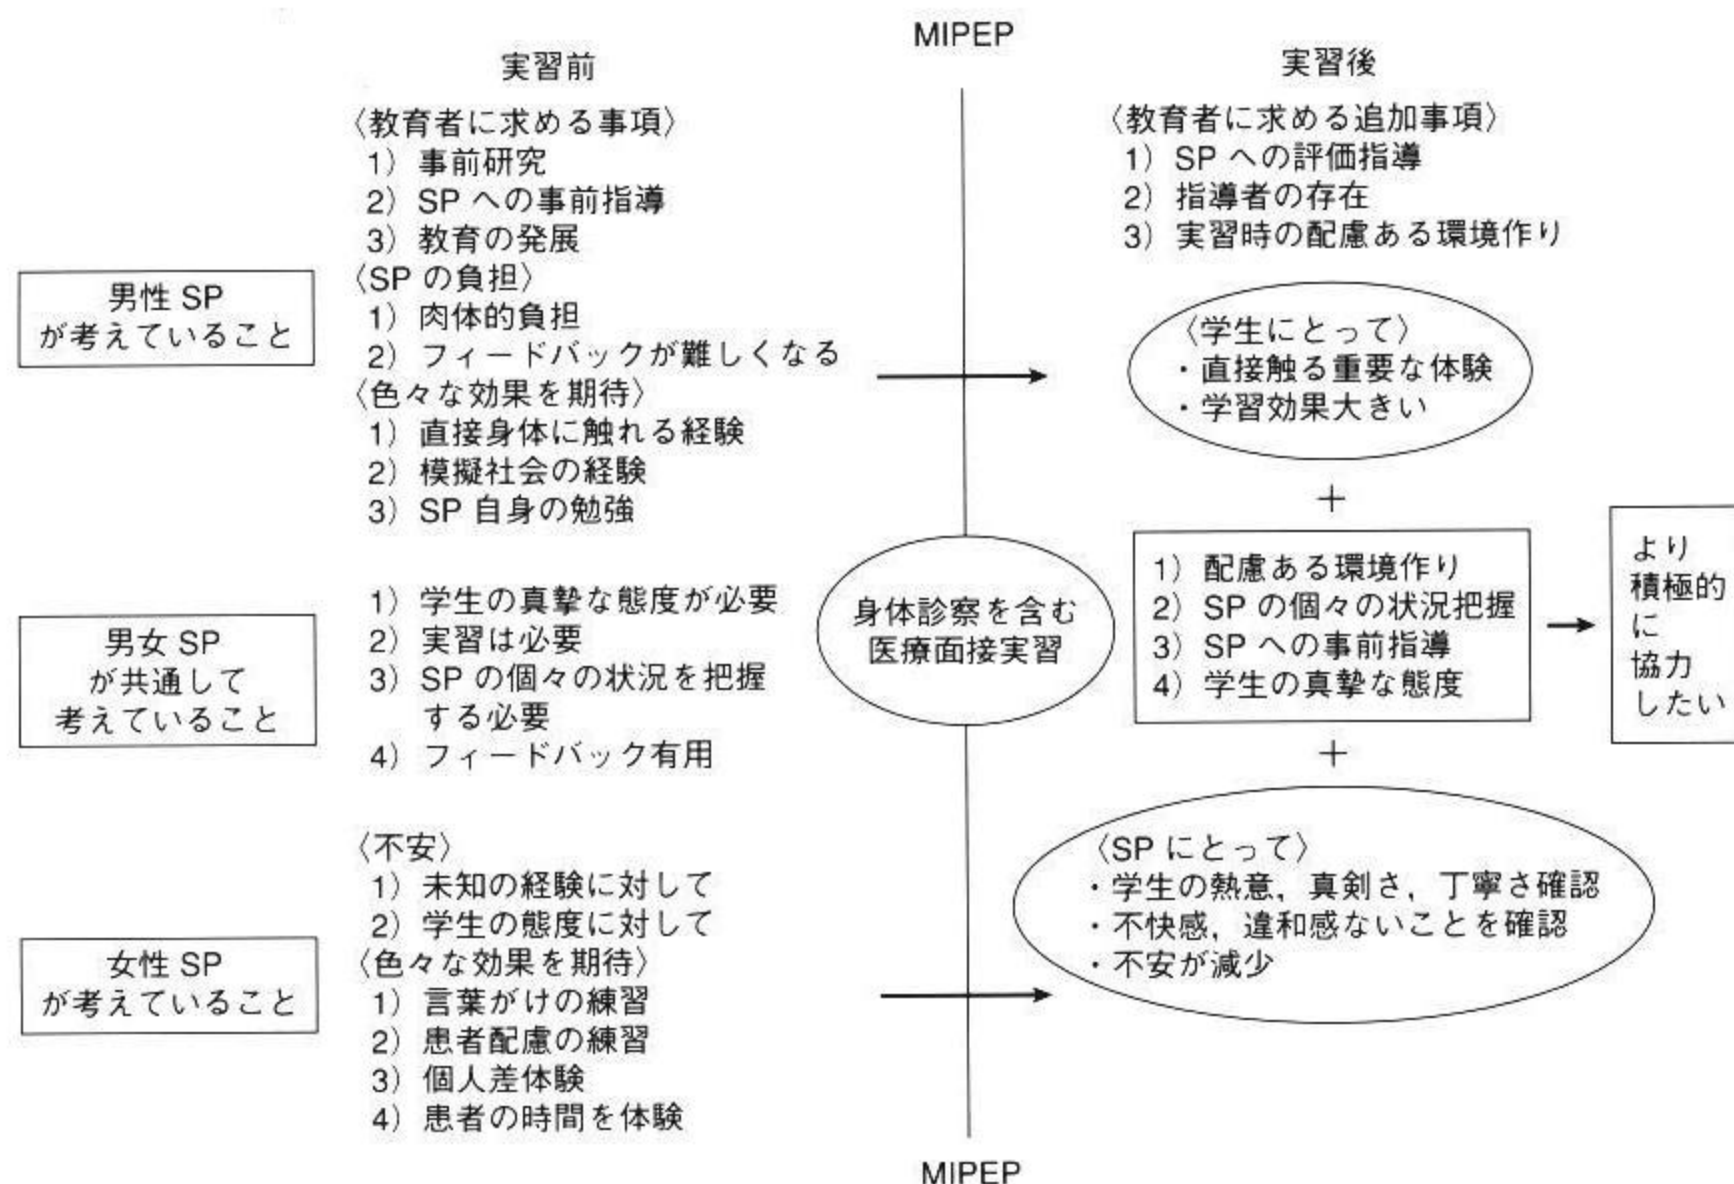 MIPEP
実習前
〈教育者に求める事項〉
1）事前研究
2）SP への事前指導
3）教育の発展
〈SP の負担〉
1）肉体的負担
2）フィードバックが難しくなる
〈色々な効果を期待〉
1）直接身体に触れる経験
2）模擬社会の経験
3）SP 自身の勉強
男性 SP
が考えていること
実習後
〈教育者に求める追加事項〉
1）SP への評価指導
2）指導者の存在
3）実習時の配慮ある環境作り
〈学生にとって〉
・直接触る重要な体験
・学習効果大きい
+
男女 SP
が共通して
考えていること
1）学生の真摯な態度が必要
2）実習は必要
3）SP の個々の状況を把握
する必要
4）フィードバック有用
身体診察を含む
医療面接実習
1）配慮ある環境作り
2）SP の個々の状況把握
3）SP への事前指導
4）学生の真摯な態度
より
積極的
に
協力
したい
+
女性 SP
が考えていること
〈不安〉
1）未知の経験に対して
2）学生の態度に対して
〈色々な効果を期待〉
1）言葉がけの練習
2）患者配慮の練習
3）個人差体験
4）患者の時間を体験
〈SP にとって〉
・学生の熱意，真剣さ，丁寧さ確認
・不快感，違和感ないことを確認
・不安が減少
MIPEP